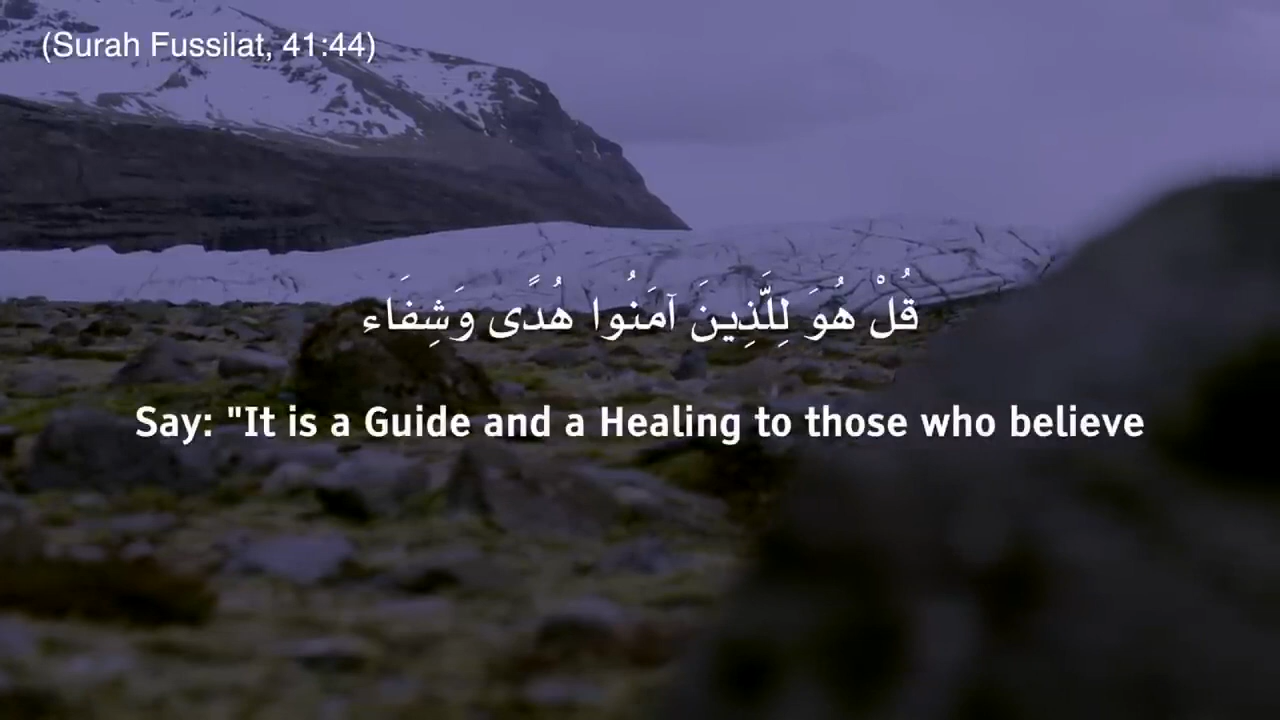 (Surah Fussilat, 41:44)
قُلْ هُوَ لِلَّذِينَ آمَنُوا هُدًى وَشِفَاء
Say: "It is a Guide and a Healing to those who believe